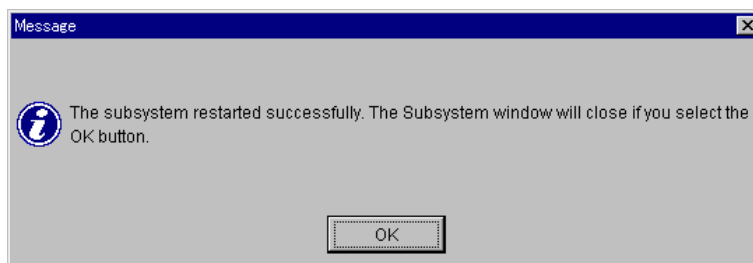 Message
The subsystem restarted successfully. The Subsystem window will close if you select the
OK button.
OK